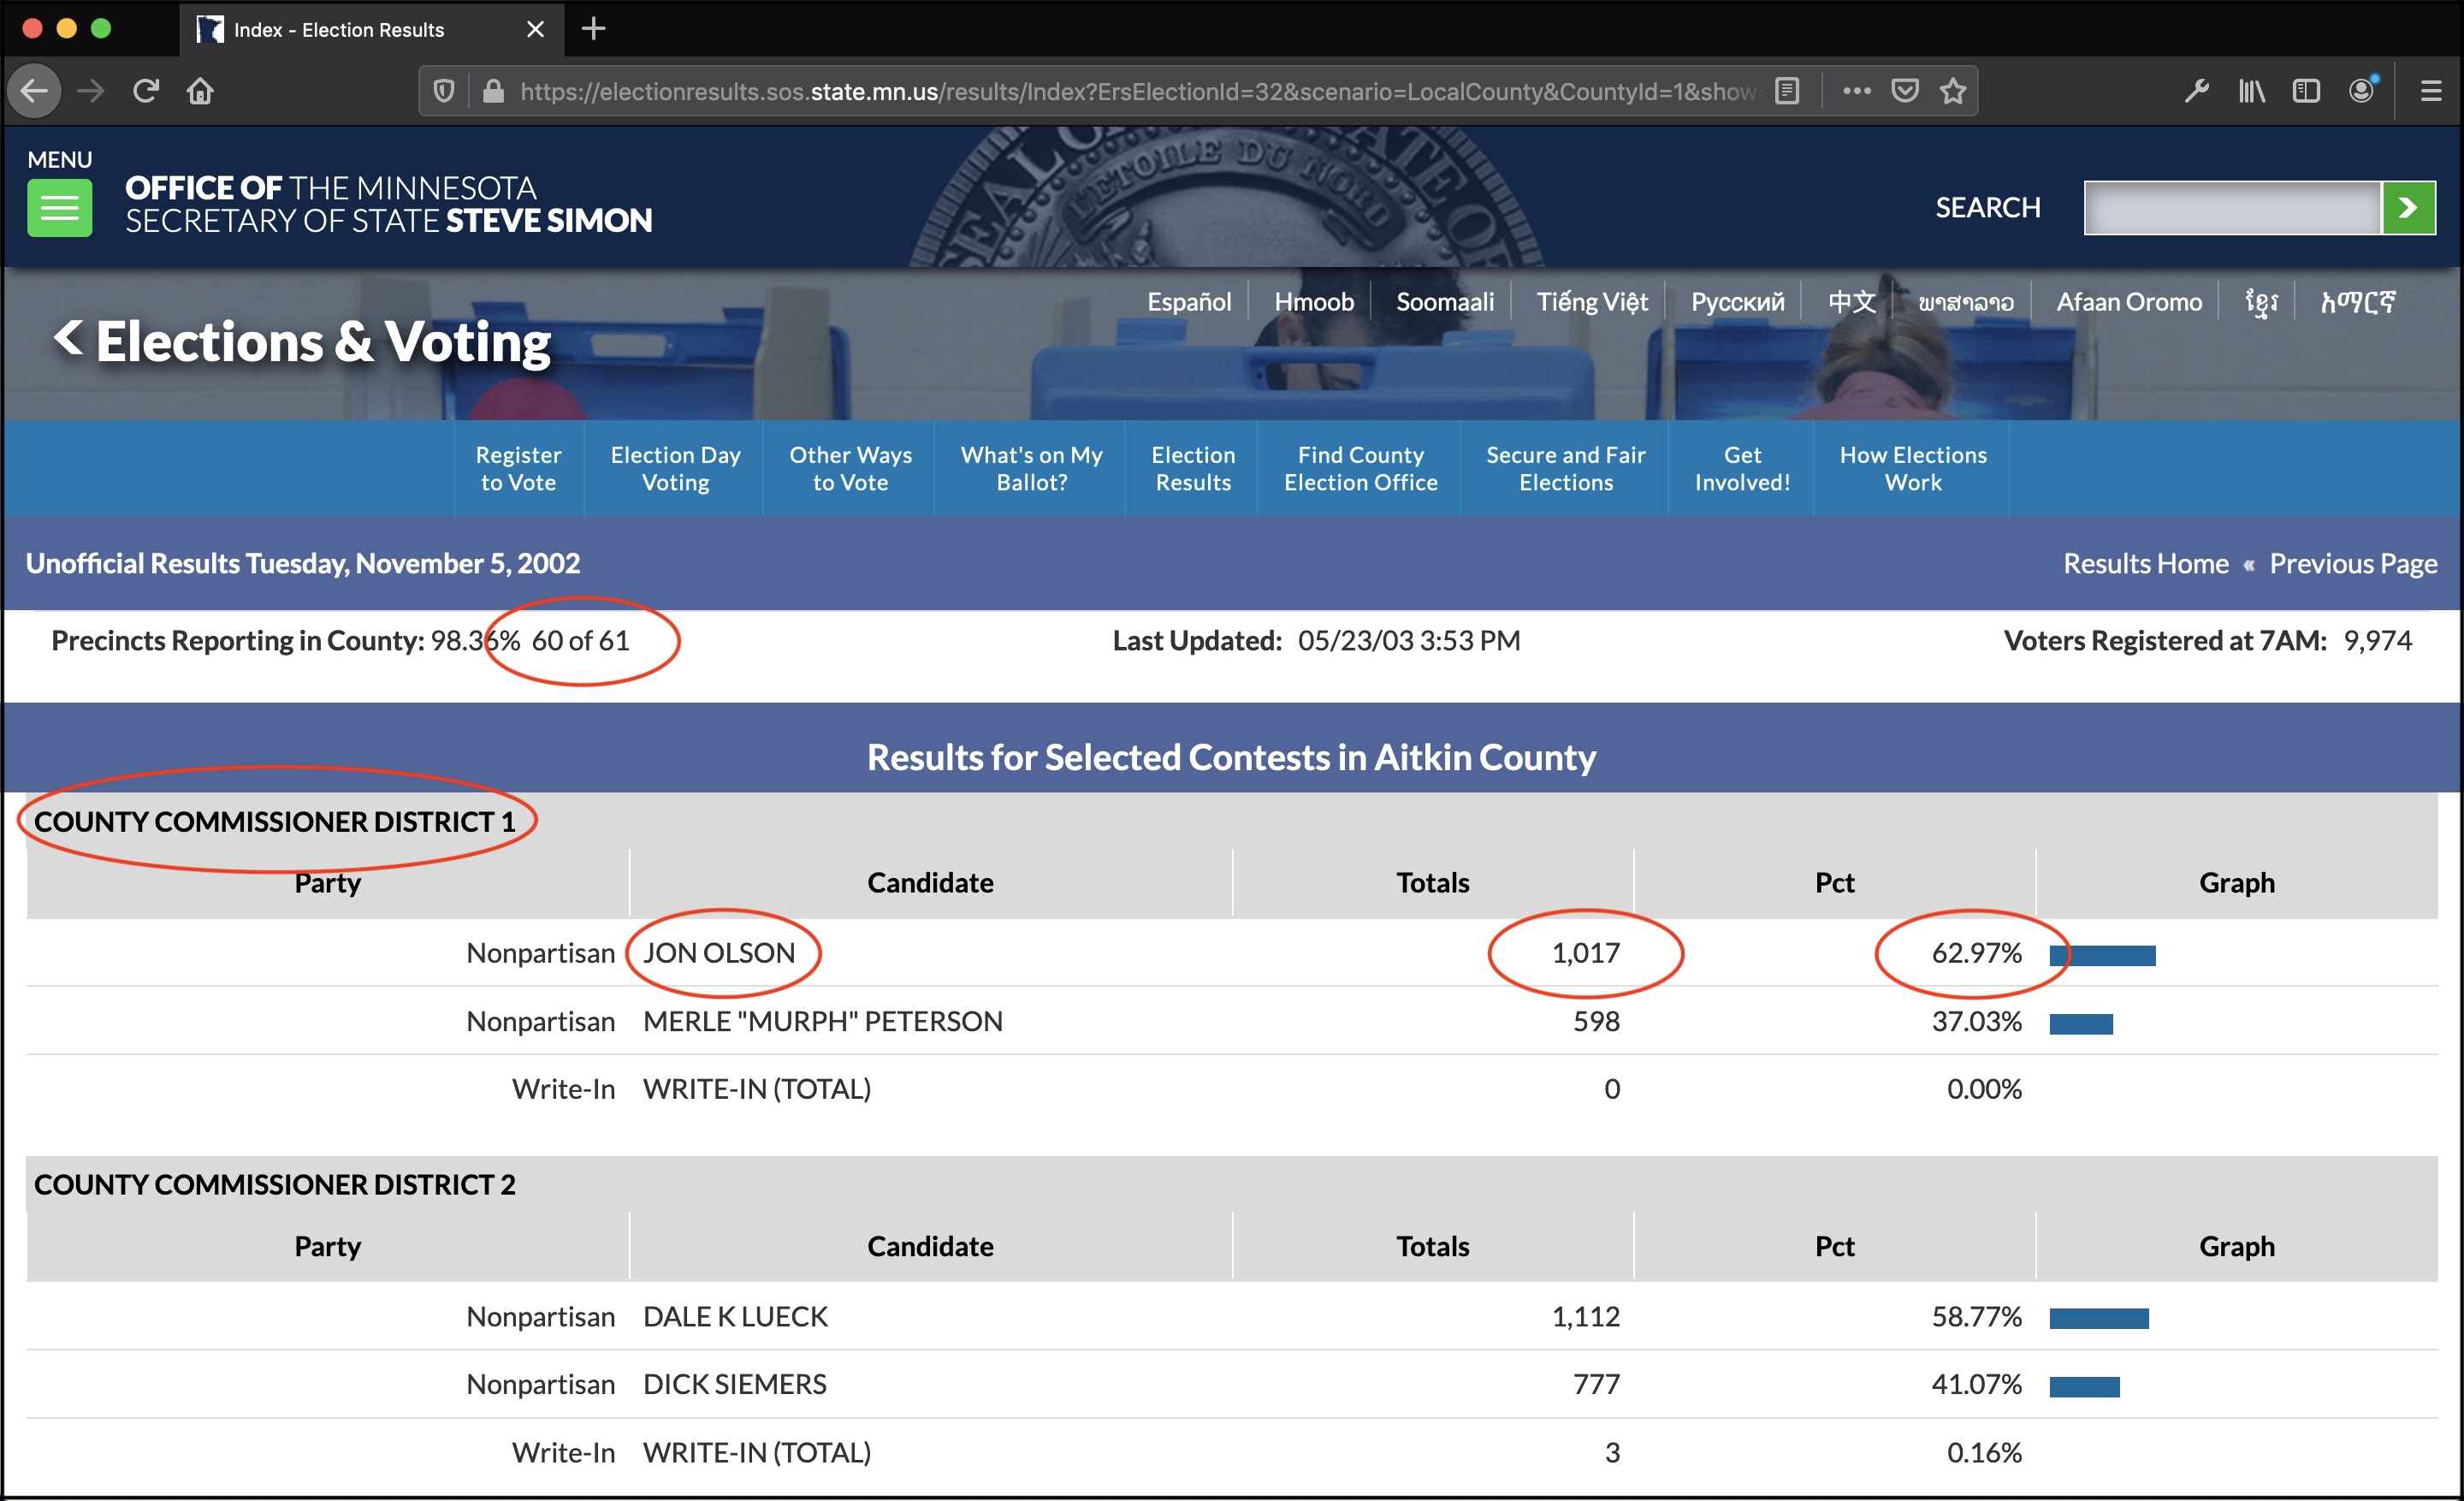 Index - Election Results
https://electionresults.sos.state.mn.us/results/Index?ErsElectionId=32&scenario=LocalCounty&CountyId=1&show
MENU
OFFICE OF THE MINNESOTA
SECRETARY OF STATE STEVE SIMON
L'ETOILE DU NORD
SEARCH
Español Hmoob Soomaali Tiếng Việt Русский 中文 ພາສາລາວ Afaan Oromo ខ្មែរ አማርኛ
< Elections & Voting
Register to Vote
Election Day Voting
Other Ways to Vote
What's on My Ballot?
Election Results
Find County Election Office
Secure and Fair Elections
Get Involved!
How Elections Work
Unofficial Results Tuesday, November 5, 2002
Results Home « Previous Page
Precincts Reporting in County: 98.36% 60 of 61
Last Updated: 05/23/03 3:53 PM
Voters Registered at 7AM: 9,974
Results for Selected Contests in Aitkin County
COUNTY COMMISSIONER DISTRICT 1
Party Candidate Totals Pct Graph
Nonpartisan JON OLSON 1,017 62.97%
Nonpartisan MERLE "MURPH" PETERSON 598 37.03%
Write-In WRITE-IN (TOTAL) 0 0.00%
COUNTY COMMISSIONER DISTRICT 2
Party Candidate Totals Pct Graph
Nonpartisan DALE K LUECK 1,112 58.77%
Nonpartisan DICK SIEMERS 777 41.07%
Write-In WRITE-IN (TOTAL) 3 0.16%